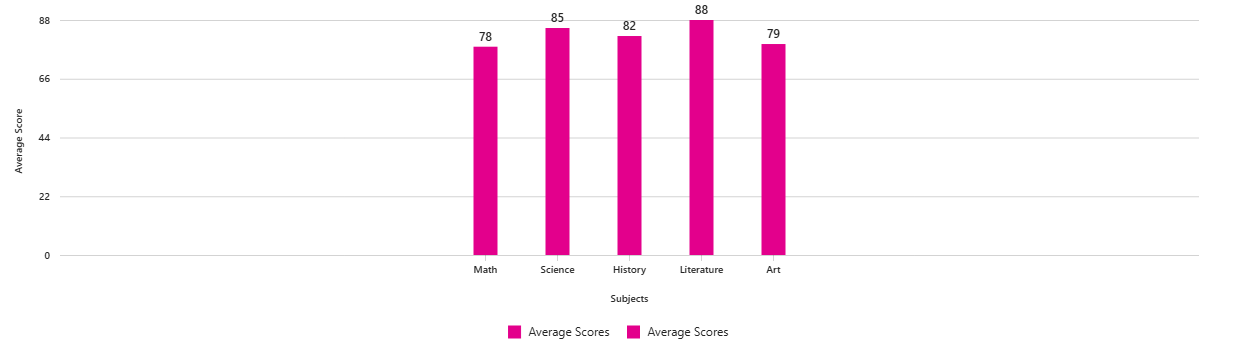 88
66
44
22
0
Average Score
78
85
82
88
79
Math
Science
History
Literature
Art
Subjects
Average Scores
Average Scores